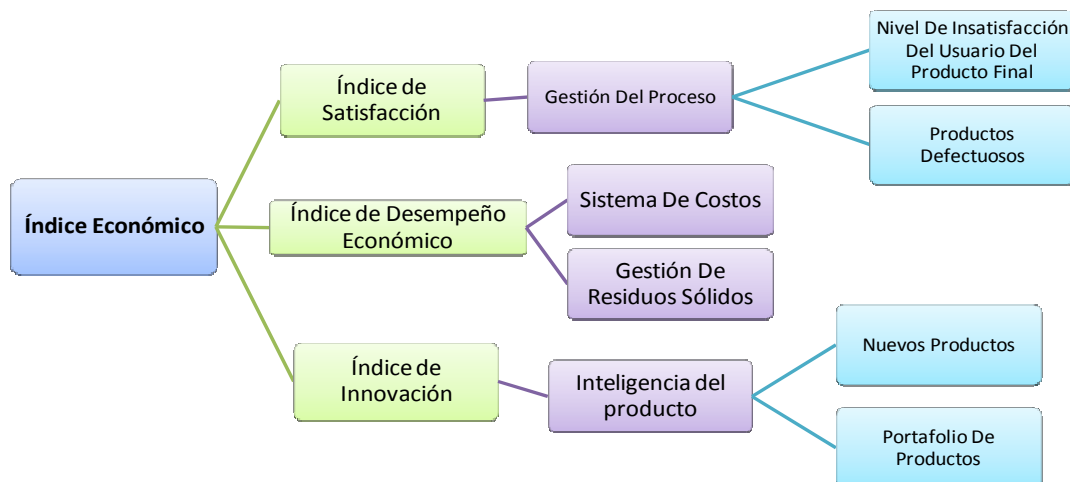 Índice Económico
Índice de
Satisfacción
Gestión Del Proceso
Nivel De Insatisfacción
Del Usuario Del
Producto Final
Productos
Defectuosos
Índice de Desempeño
Económico
Sistema De Costos
Gestión De
Residuos Sólidos
Índice de
Innovación
Inteligencia del
producto
Nuevos Productos
Portafolio De
Productos